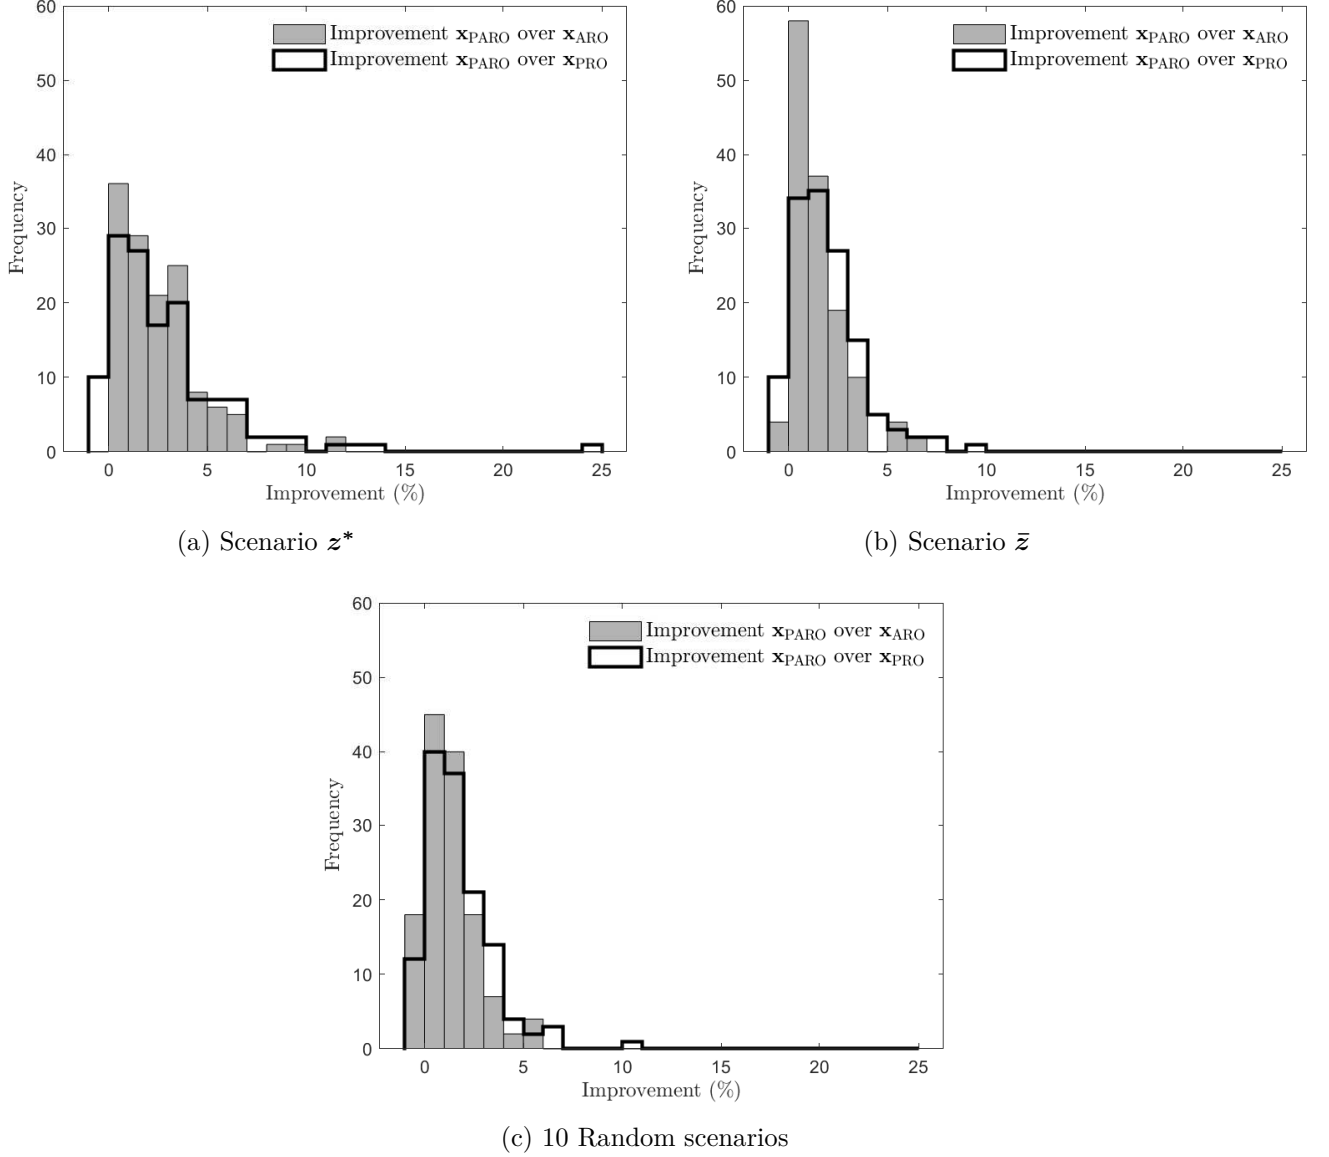 60
50
40
30
20
10
0
Frequency
0 5 10 15 20 25
Improvement (%)
Improvement x_PARO over x_ARO
Improvement x_PARO over x_PRO
(a) Scenario z*
60
50
40
30
20
10
0
Frequency
0 5 10 15 20 25
Improvement (%)
Improvement x_PARO over x_ARO
Improvement x_PARO over x_PRO
(b) Scenario z̄
60
50
40
30
20
10
0
Frequency
0 5 10 15 20 25
Improvement (%)
Improvement x_PARO over x_ARO
Improvement x_PARO over x_PRO
(c) 10 Random scenarios